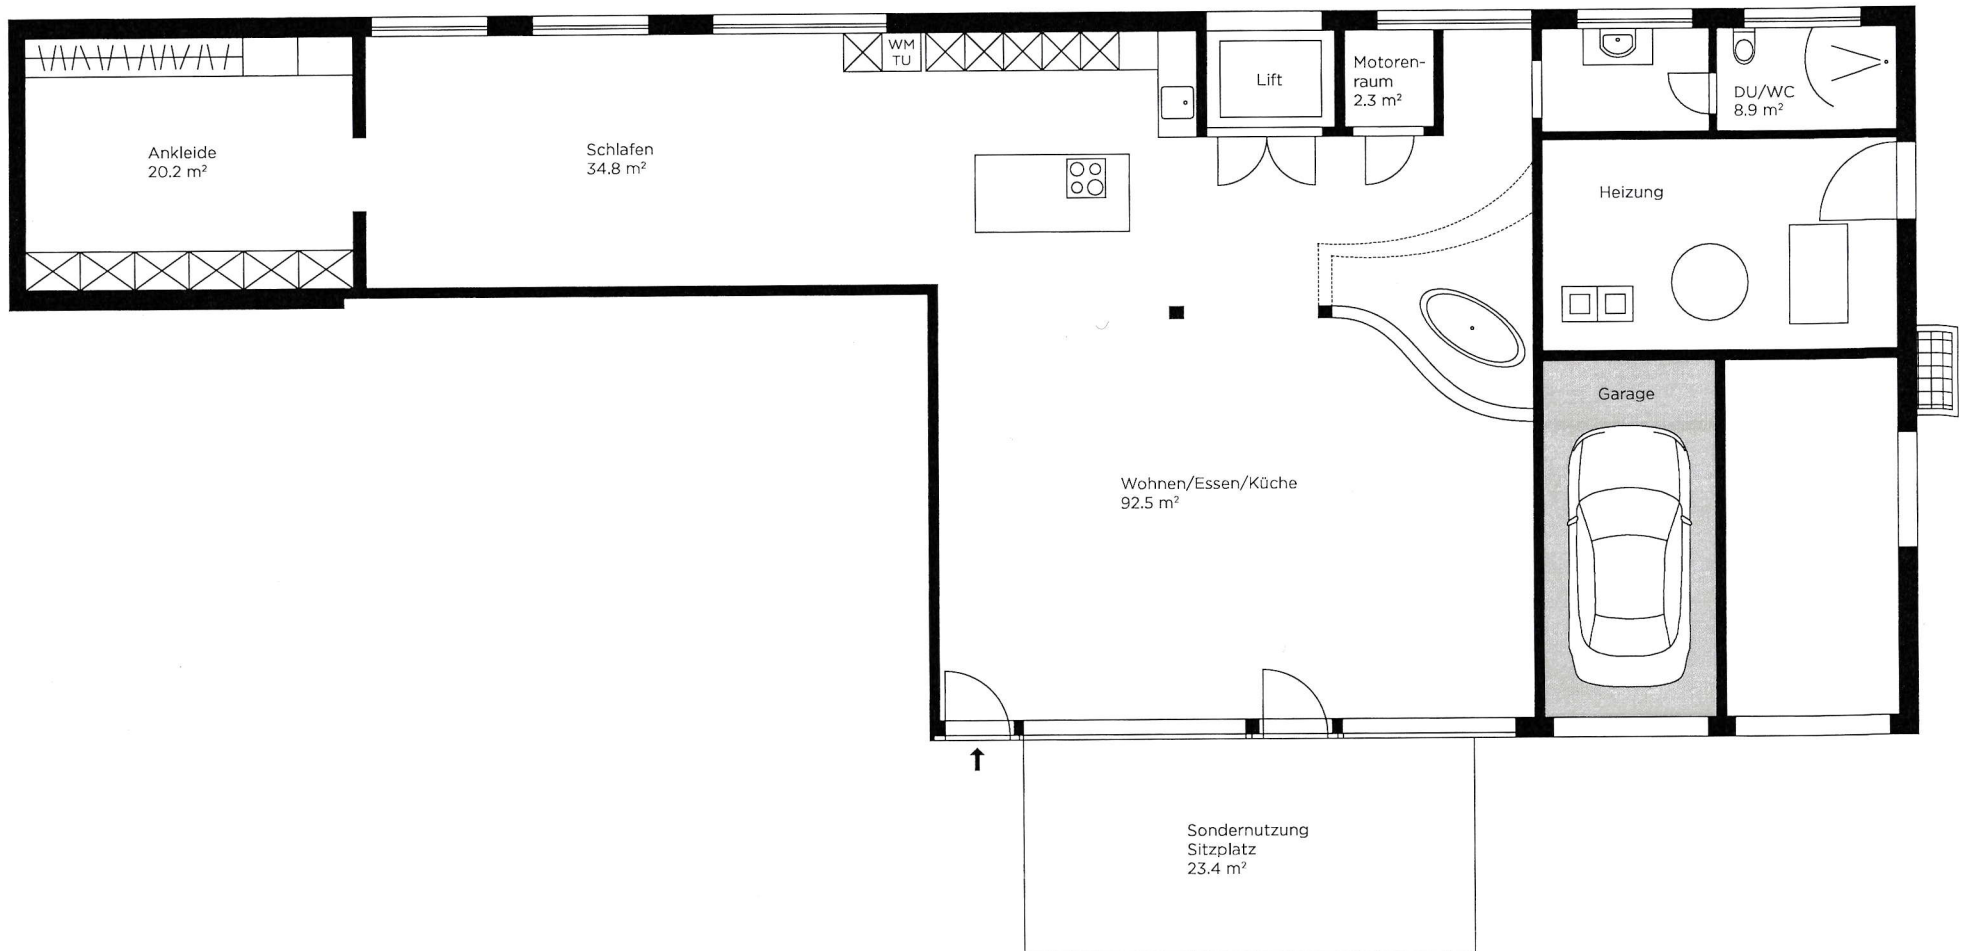 WM
TU
Lift
Motoren-
raum
2.3 m²
DU/WC
8.9 m²
Ankleide
20.2 m²
Schlafen
34.8 m²
Heizung
Garage
Wohnen/Essen/Küche
92.5 m²
Sondernutzung
Sitzplatz
23.4 m²